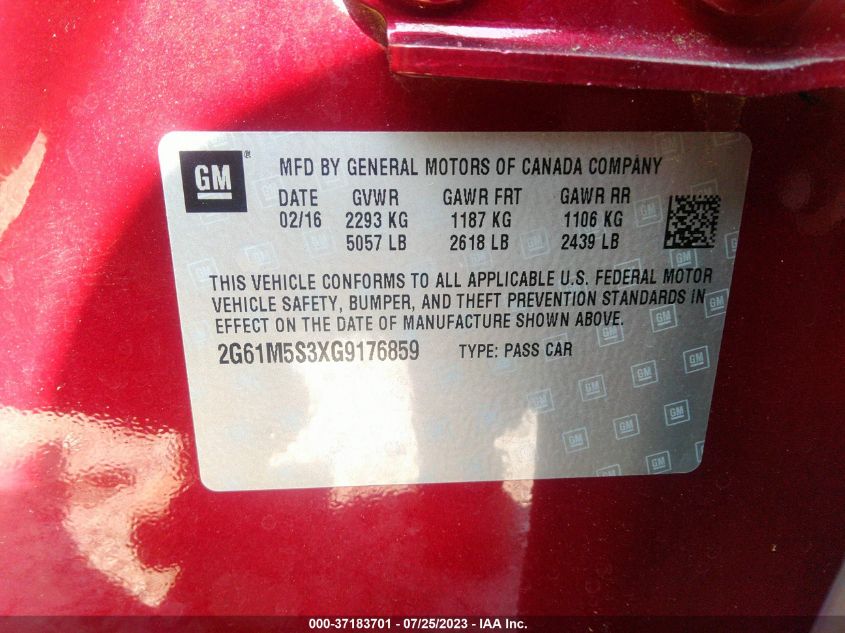 GM ® MFD BY GENERAL MOTORS OF CANADA COMPANY
DATE GVWR GAWR FRT GAWR RR
02/16 2293 KG 1187 KG 1106 KG
5057 LB 2618 LB 2439 LB
THIS VEHICLE CONFORMS TO ALL APPLICABLE U.S. FEDERAL MOTOR
VEHICLE SAFETY, BUMPER, AND THEFT PREVENTION STANDARDS IN
EFFECT ON THE DATE OF MANUFACTURE SHOWN ABOVE.
2G61M5S3XG9176859 TYPE: PASS CAR
000-37183701 - 07/25/2023 - IAA Inc.